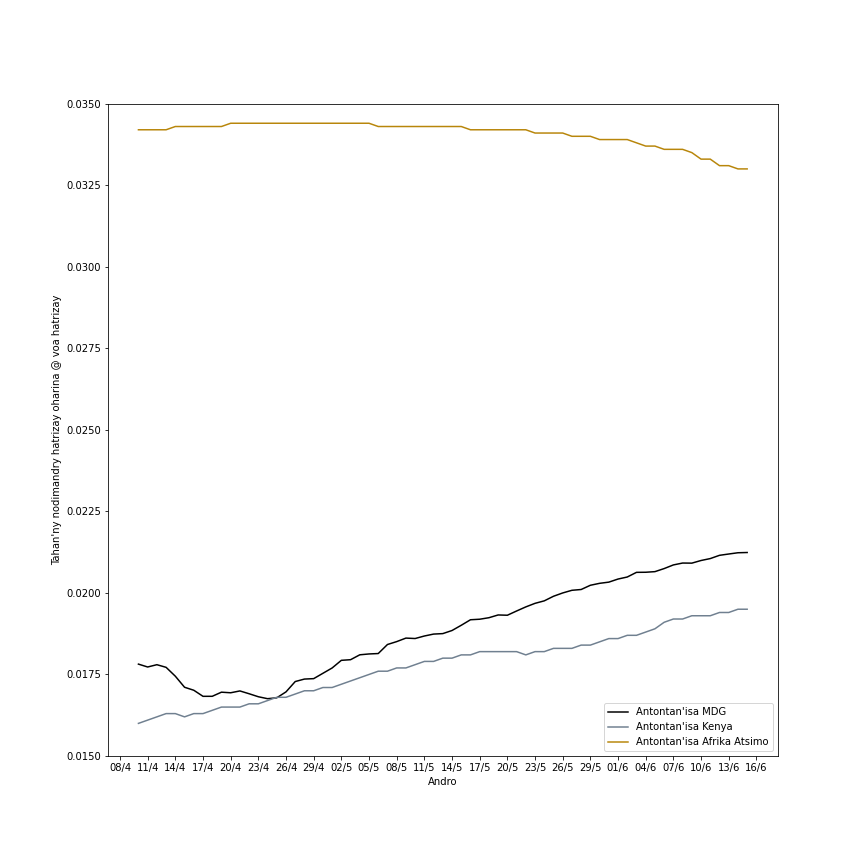 0.0350
0.0325
0.0300
0.0275
0.0250
0.0225
0.0200
0.0175
0.0150
Tahan'ny nodimandry hatrizay oharina @ voa hatrizay
Antontan'isa MDG
Antontan'isa Kenya
Antontan'isa Afrika Atsimo
08/4 11/4 14/4 17/4 20/4 23/4 26/4 29/4 02/5 05/5 08/5 11/5 14/5 17/5 20/5 23/5 26/5 29/5 01/6 04/6 07/6 10/6 13/6 16/6
Andro